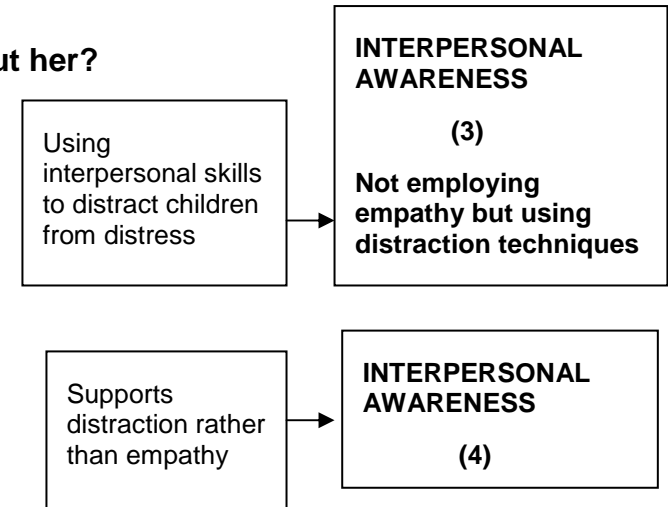 ut her?
Using
interpersonal skills
to distract children
from distress
INTERPERSONAL
AWARENESS
(3)
Not employing
empathy but using
distraction techniques
Supports
distraction rather
than empathy
INTERPERSONAL
AWARENESS
(4)